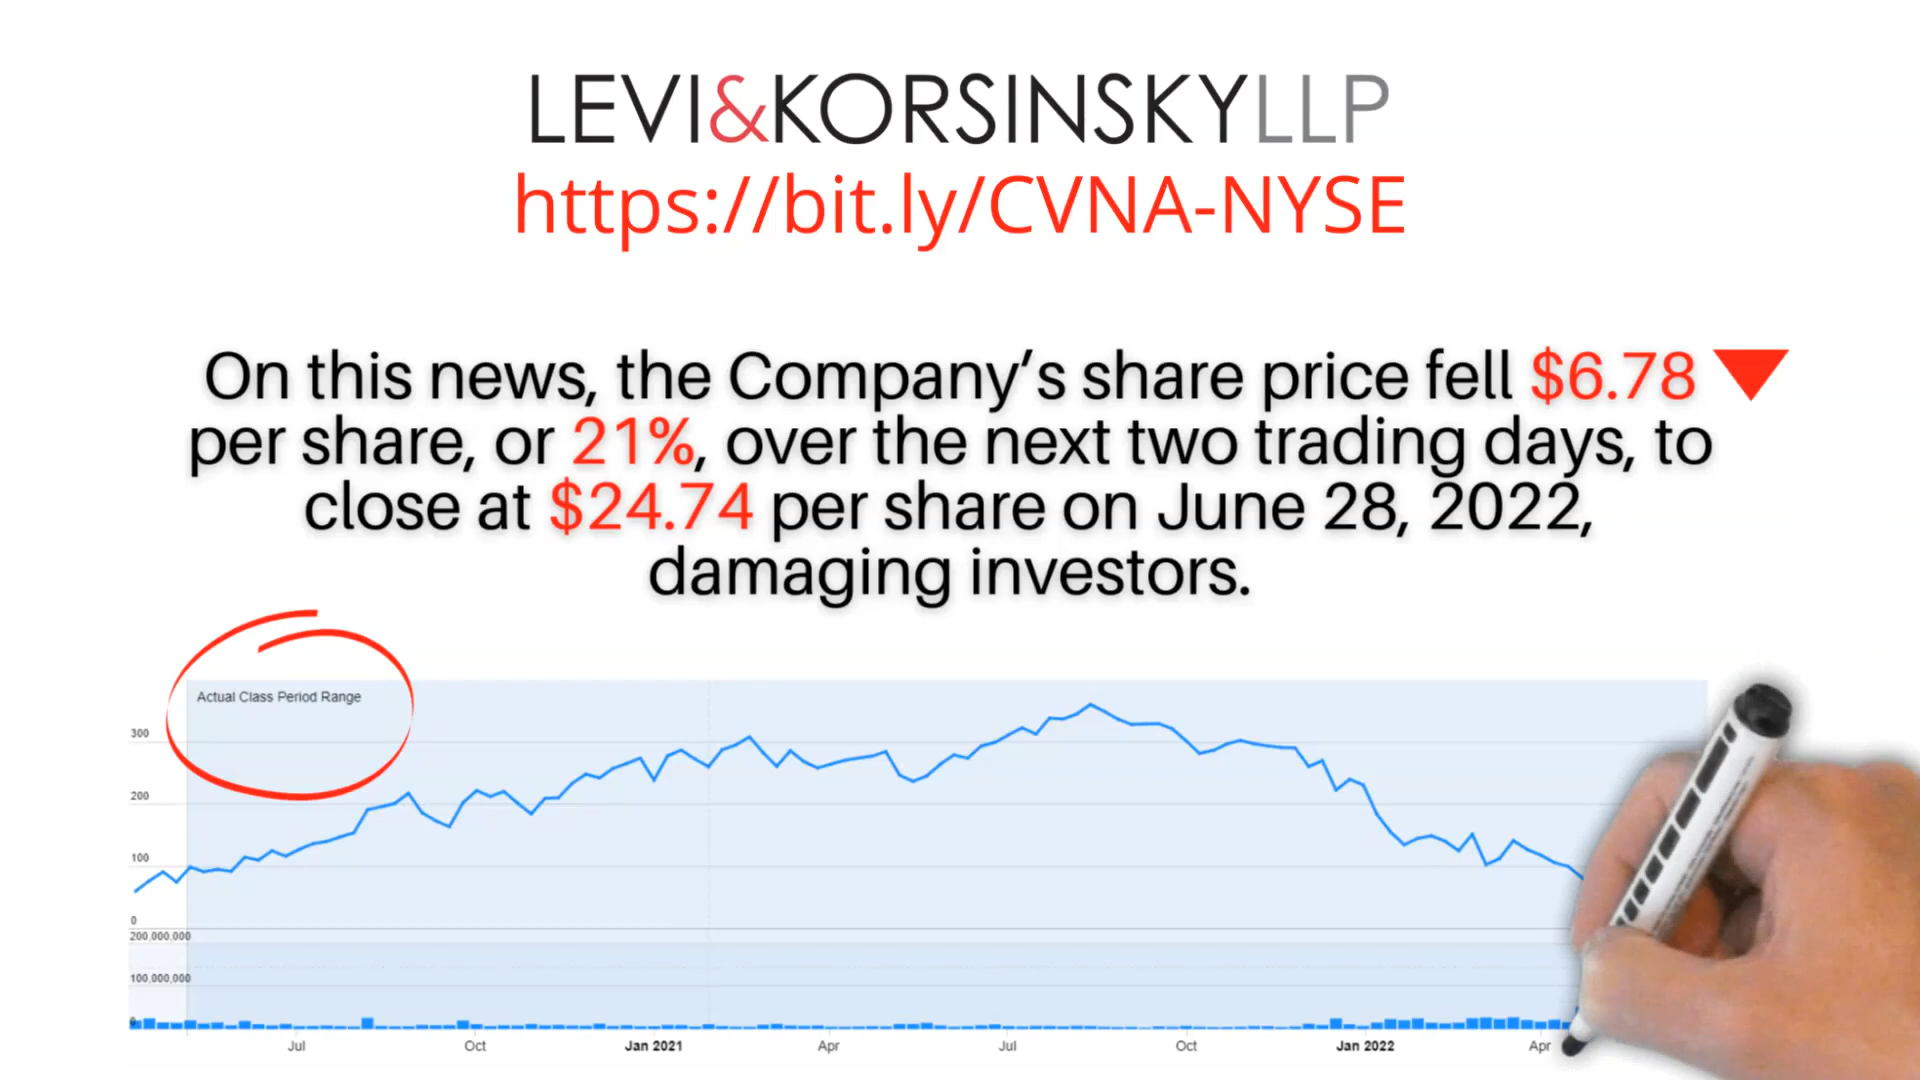 LEVI&KORSINSKYLLP
https://bit.ly/CVNA-NYSE
On this news, the Company’s share price fell $6.78
per share, or 21%, over the next two trading days, to
close at $24.74 per share on June 28, 2022,
damaging investors.
Actual Class Period Range
300
200
100
0
200,000,000
100,000,000
0
Jul Oct Jan 2021 Apr Jul Oct Jan 2022 Apr